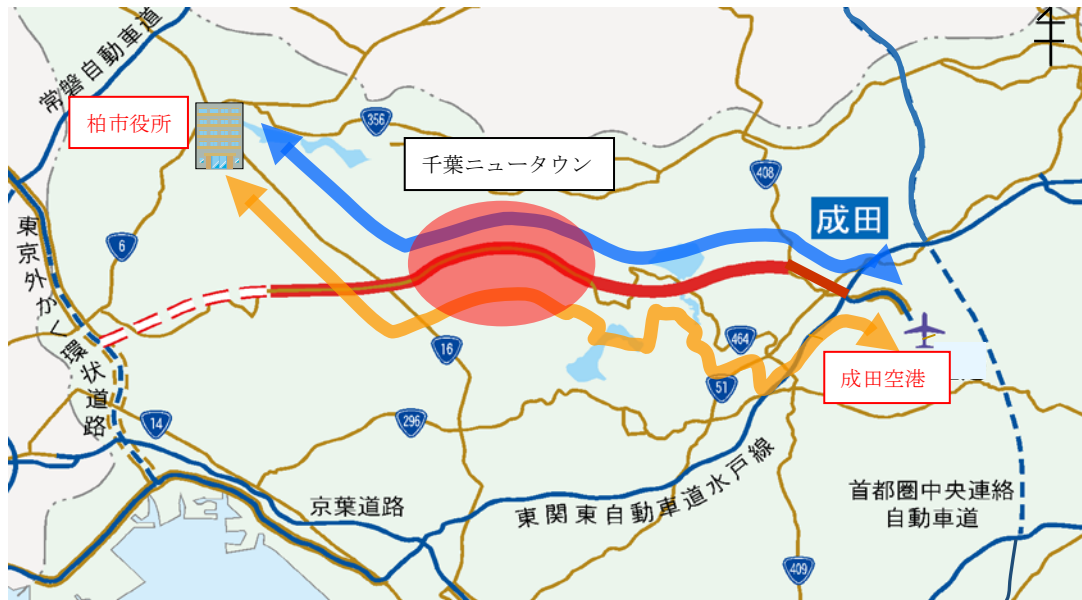 常磐自動車道
柏市役所
356
千葉ニュータウン
408
成田
東京外かく環状道路
6
16
464
51
成田空港
14
296
京葉道路
東関東自動車道水戸線
首都圏中央連絡
自動車道
409